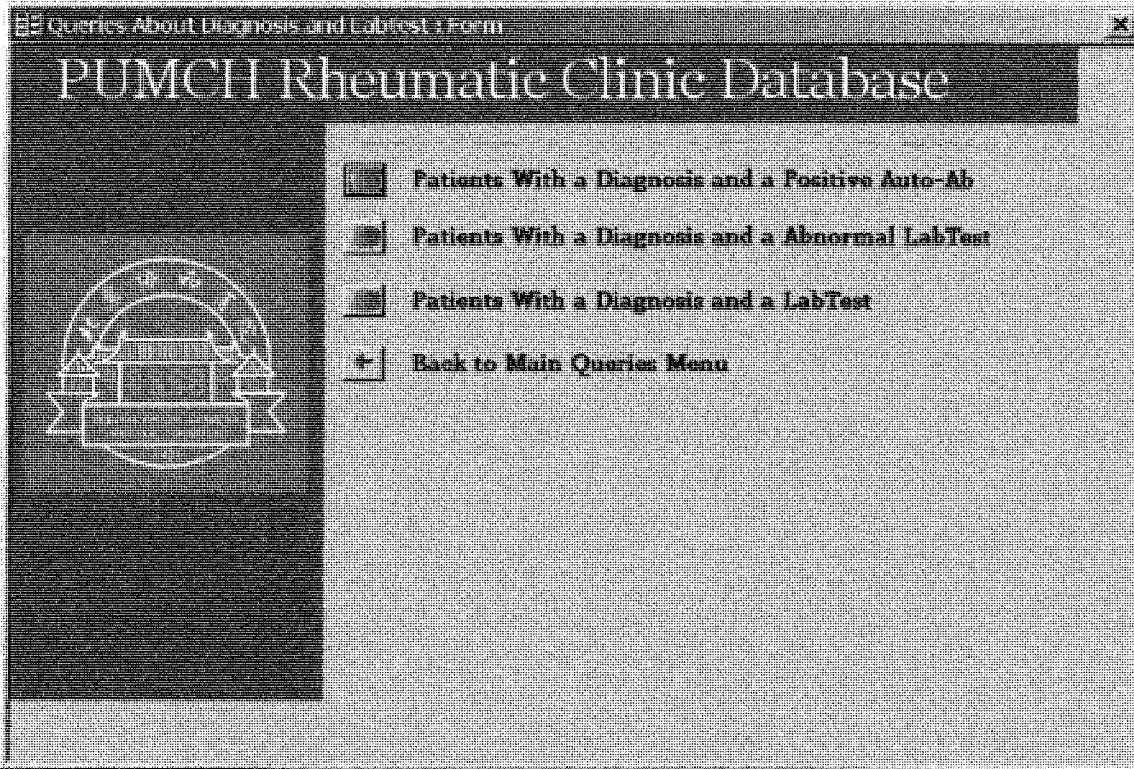 Queries About Diagnosis and Labtest : Form
PUMCH Rheumatic Clinic Database
Patients With a Diagnosis and a Positive Auto-Ab
Patients With a Diagnosis and a Abnormal LabTest
Patients With a Diagnosis and a LabTest
Back to Main Queries Menu